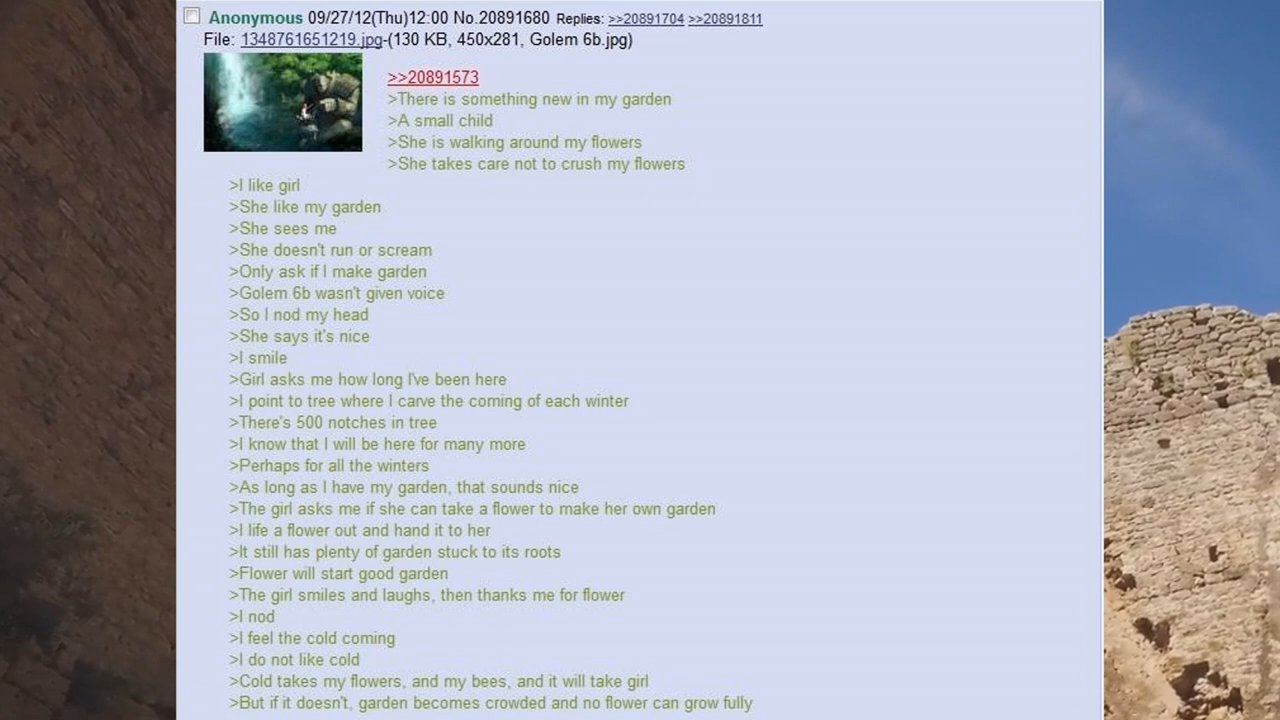 Anonymous 09/27/12(Thu)12:00 No.20891680 Replies: >>20891704 >>20891811
File: 1348761651219.jpg-(130 KB, 450x281, Golem 6b.jpg)
>>20891573
>There is something new in my garden
>A small child
>She is walking around my flowers
>She takes care not to crush my flowers
>I like girl
>She like my garden
>She sees me
>She doesn't run or scream
>Only ask if I make garden
>Golem 6b wasn't given voice
>So I nod my head
>She says it's nice
>I smile
>Girl asks me how long I've been here
>I point to tree where I carve the coming of each winter
>There's 500 notches in tree
>I know that I will be here for many more
>Perhaps for all the winters
>As long as I have my garden, that sounds nice
>The girl asks me if she can take a flower to make her own garden
>I life a flower out and hand it to her
>It still has plenty of garden stuck to its roots
>Flower will start good garden
>The girl smiles and laughs, then thanks me for flower
>I nod
>I feel the cold coming
>I do not like cold
>Cold takes my flowers, and my bees, and it will take girl
>But if it doesn't, garden becomes crowded and no flower can grow fully